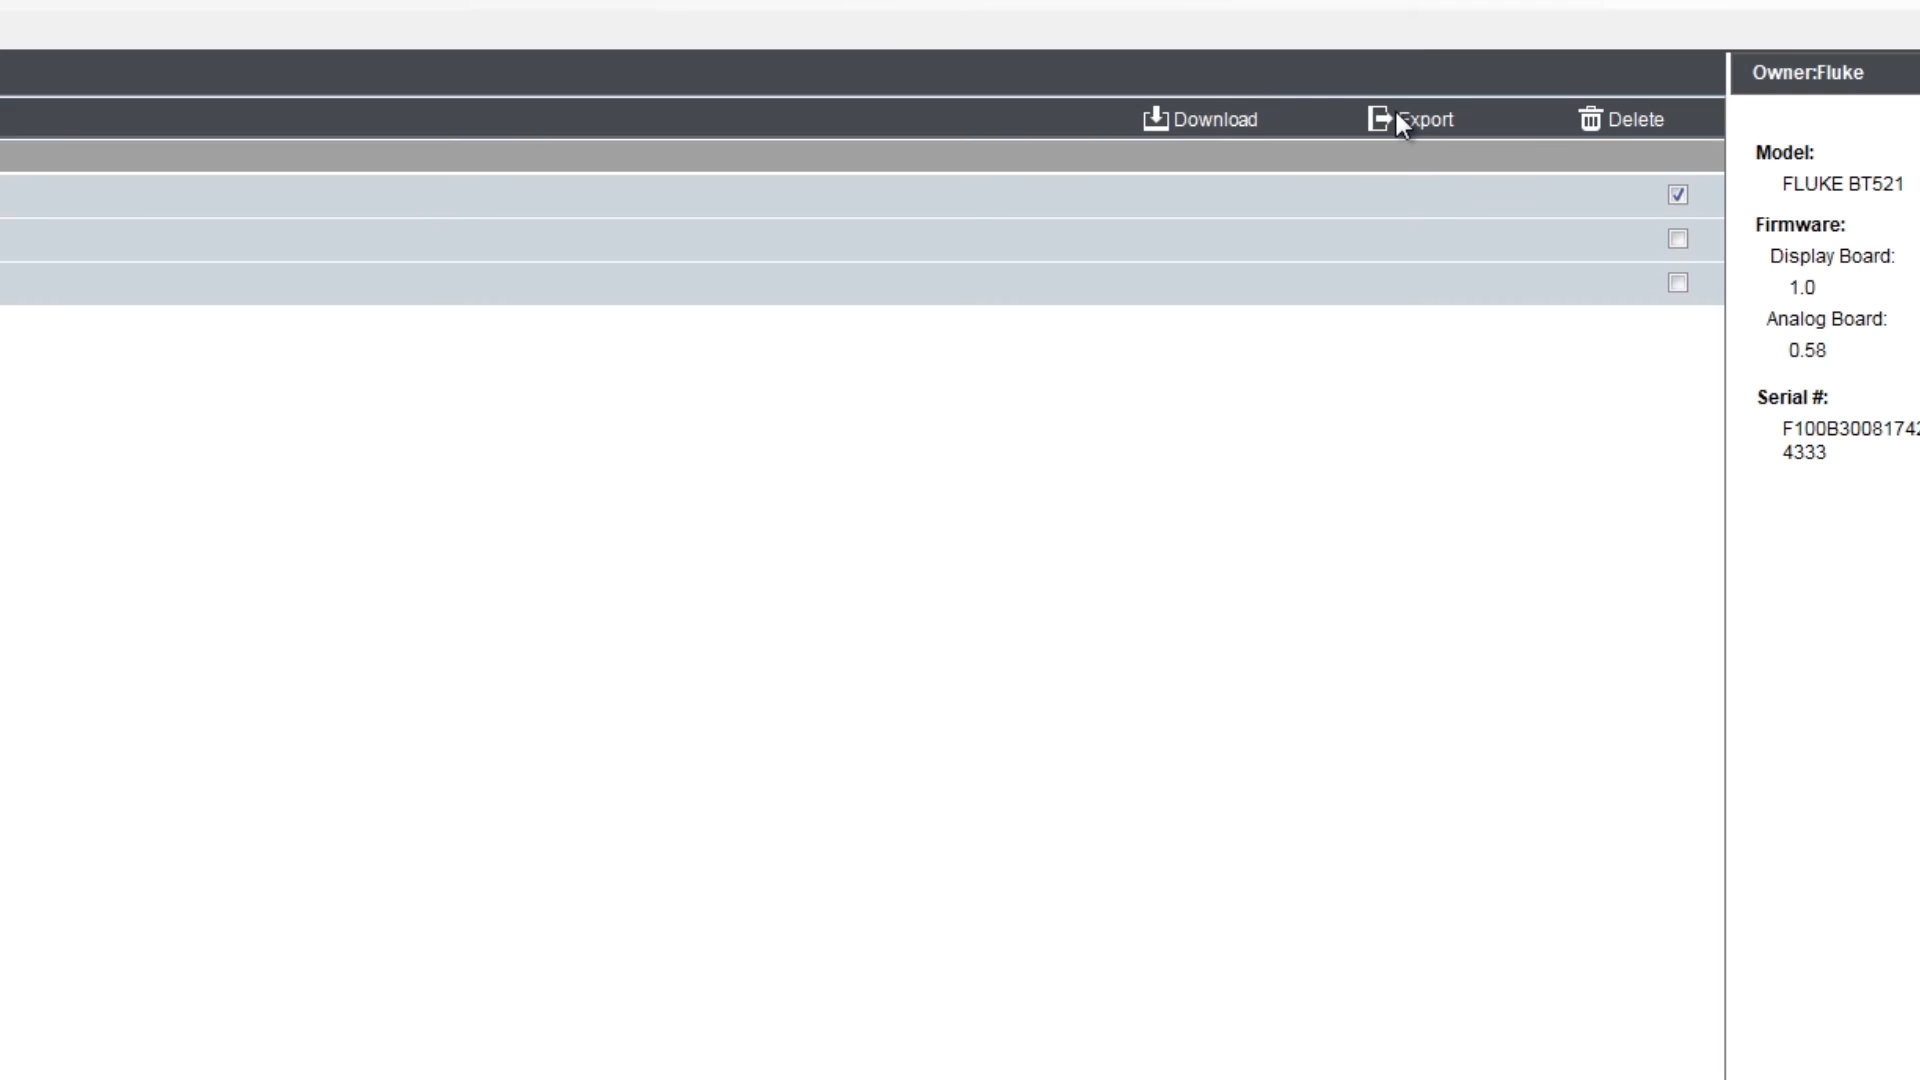 Owner:Fluke
Download Export Delete
Model:
FLUKE BT521
Firmware:
Display Board:
1.0
Analog Board:
0.58
Serial #:
F100B30081742
4333